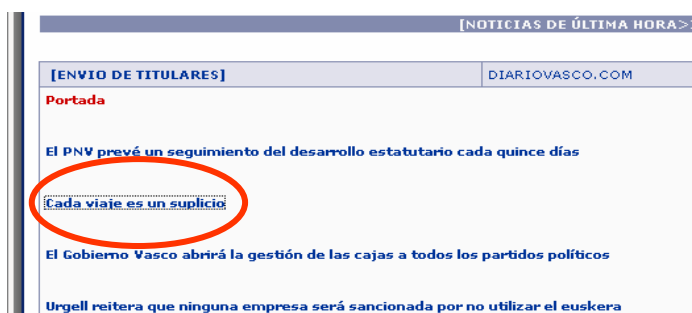 [NOTICIAS DE ÚLTIMA HORA>
[ENVIO DE TITULARES] DIARIOVASCO.COM
Portada
El PNV prevé un seguimiento del desarrollo estatutario cada quince días
Cada viaje es un suplicio
El Gobierno Vasco abrirá la gestión de las cajas a todos los partidos políticos
Urgell reitera que ninguna empresa será sancionada por no utilizar el euskera